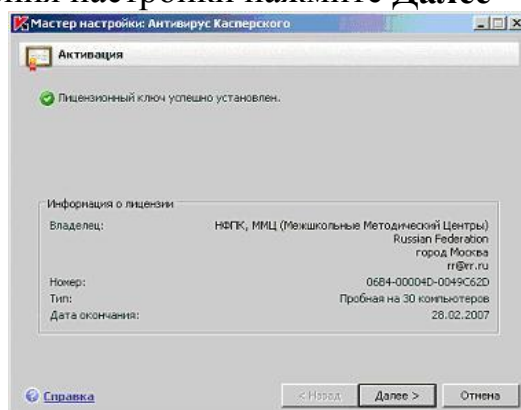 ния настройки нажмите Далее
Мастер настройки: Антивирус Касперского
Активация
Лицензионный ключ успешно установлен.
Информация о лицензии
Владелец: НФПК, ММЦ (Межшкольные Методический Центры)
Russian Federation
город Москва
rr@rr.ru
Номер: 06B4-00004D-0049C62D
Тип: Пробная на 30 компьютеров
Дата окончания: 28.02.2007
Справка < Назад Далее > Отмена